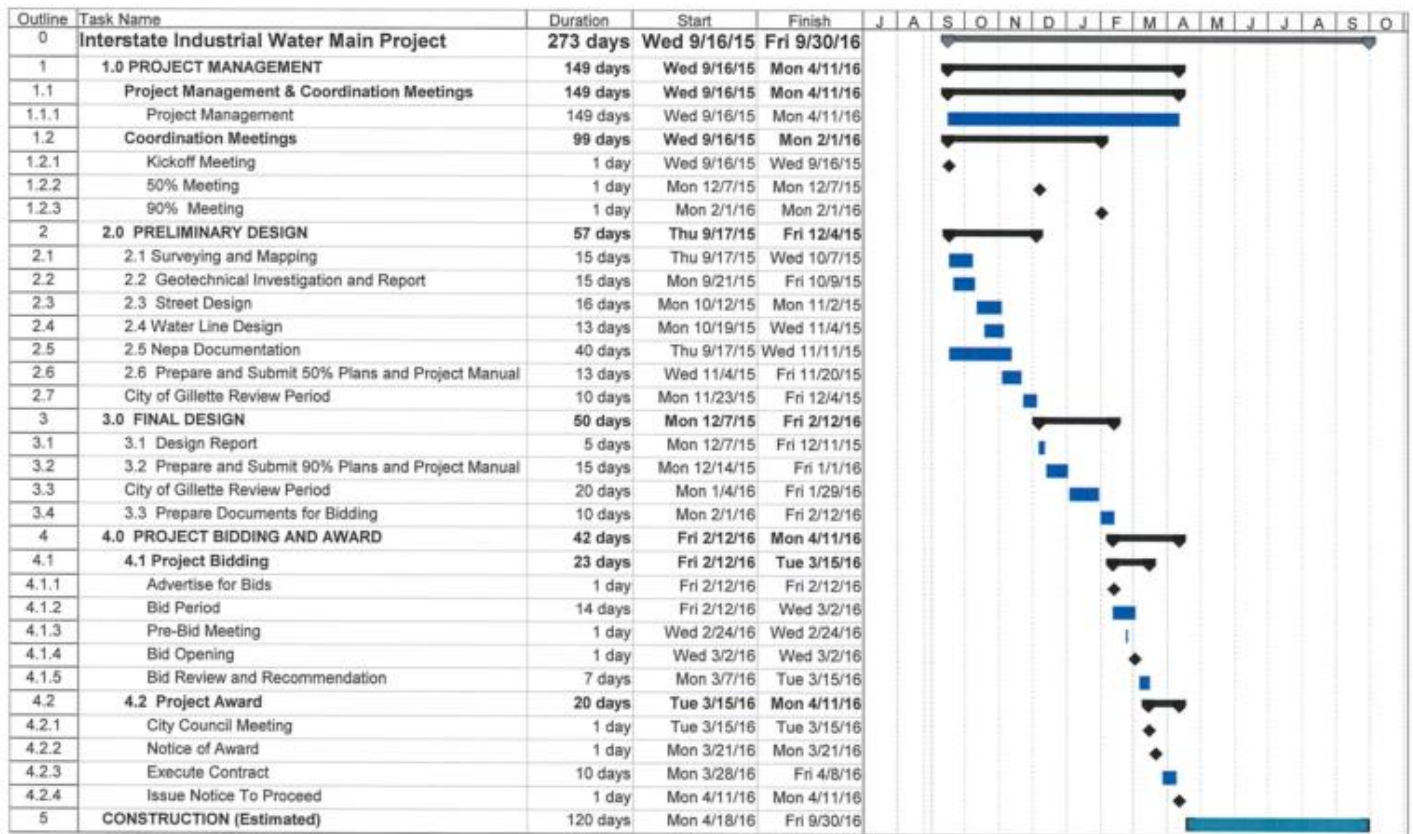 Outline Task Name Duration Start Finish J A S O N D J F M A M J J A S O
0 Interstate Industrial Water Main Project 273 days Wed 9/16/15 Fri 9/30/16
1 1.0 PROJECT MANAGEMENT 149 days Wed 9/16/15 Mon 4/11/16
1.1 Project Management & Coordination Meetings 149 days Wed 9/16/15 Mon 4/11/16
1.1.1 Project Management 149 days Wed 9/16/15 Mon 4/11/16
1.2 Coordination Meetings 99 days Wed 9/16/15 Mon 2/1/16
1.2.1 Kickoff Meeting 1 day Wed 9/16/15 Wed 9/16/15
1.2.2 50% Meeting 1 day Mon 12/7/15 Mon 12/7/15
1.2.3 90% Meeting 1 day Mon 2/1/16 Mon 2/1/16
2 2.0 PRELIMINARY DESIGN 57 days Thu 9/17/15 Fri 12/4/15
2.1 2.1 Surveying and Mapping 15 days Thu 9/17/15 Wed 10/7/15
2.2 2.2 Geotechnical Investigation and Report 15 days Mon 9/21/15 Fri 10/9/15
2.3 2.3 Street Design 16 days Mon 10/12/15 Mon 11/2/15
2.4 2.4 Water Line Design 13 days Mon 10/19/15 Wed 11/4/15
2.5 2.5 Nepa Documentation 40 days Thu 9/17/15 Wed 11/11/15
2.6 2.6 Prepare and Submit 50% Plans and Project Manual 13 days Wed 11/4/15 Fri 11/20/15
2.7 City of Gillette Review Period 10 days Mon 11/23/15 Fri 12/4/15
3 3.0 FINAL DESIGN 50 days Mon 12/7/15 Fri 2/12/16
3.1 3.1 Design Report 5 days Mon 12/7/15 Fri 12/11/15
3.2 3.2 Prepare and Submit 90% Plans and Project Manual 15 days Mon 12/14/15 Fri 1/1/16
3.3 City of Gillette Review Period 20 days Mon 1/4/16 Fri 1/29/16
3.4 3.3 Prepare Documents for Bidding 10 days Mon 2/1/16 Fri 2/12/16
4 4.0 PROJECT BIDDING AND AWARD 42 days Fri 2/12/16 Mon 4/11/16
4.1 4.1 Project Bidding 23 days Fri 2/12/16 Tue 3/15/16
4.1.1 Advertise for Bids 1 day Fri 2/12/16 Fri 2/12/16
4.1.2 Bid Period 14 days Fri 2/12/16 Wed 3/2/16
4.1.3 Pre-Bid Meeting 1 day Wed 2/24/16 Wed 2/24/16
4.1.4 Bid Opening 1 day Wed 3/2/16 Wed 3/2/16
4.1.5 Bid Review and Recommendation 7 days Mon 3/7/16 Tue 3/15/16
4.2 4.2 Project Award 20 days Tue 3/15/16 Mon 4/11/16
4.2.1 City Council Meeting 1 day Tue 3/15/16 Tue 3/15/16
4.2.2 Notice of Award 1 day Mon 3/21/16 Mon 3/21/16
4.2.3 Execute Contract 10 days Mon 3/28/16 Fri 4/8/16
4.2.4 Issue Notice To Proceed 1 day Mon 4/11/16 Mon 4/11/16
5 CONSTRUCTION (Estimated) 120 days Mon 4/18/16 Fri 9/30/16